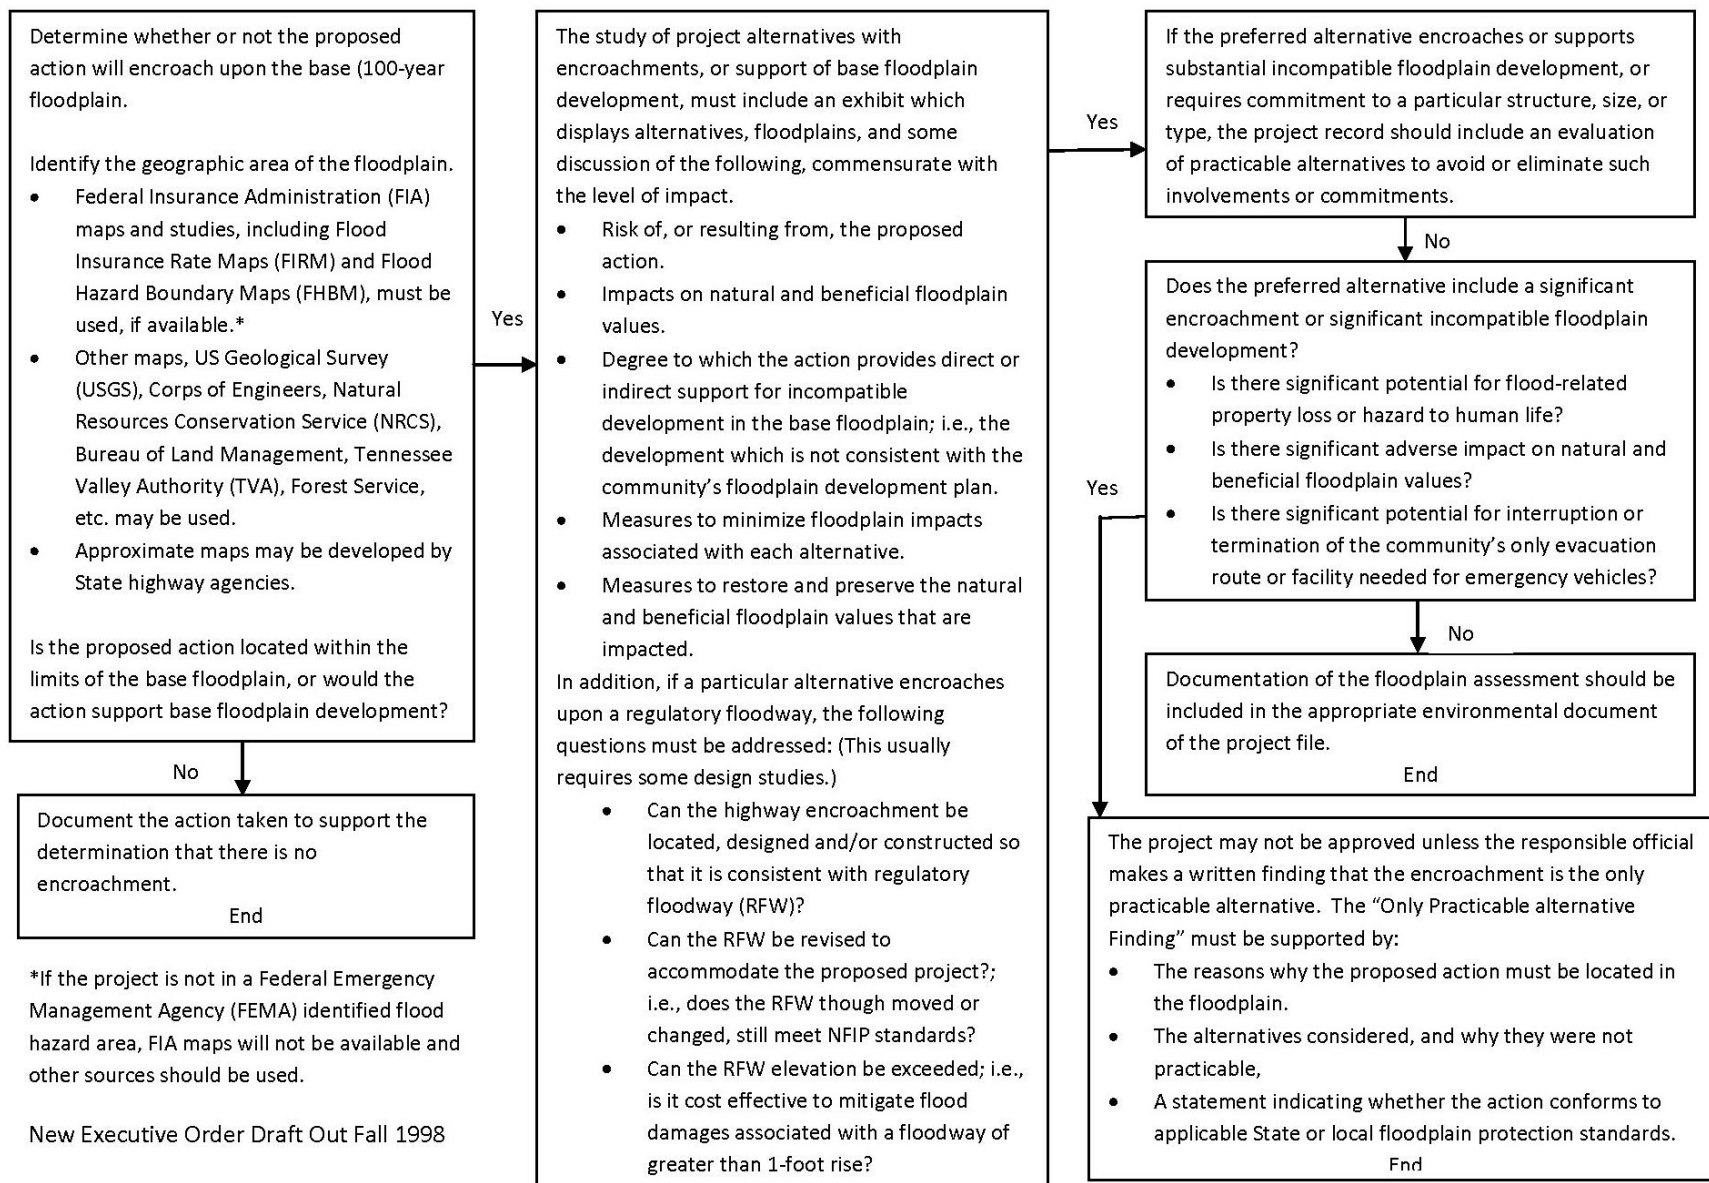 Determine whether or not the proposed
action will encroach upon the base (100-year
floodplain.
Identify the geographic area of the floodplain.
• Federal Insurance Administration (FIA)
maps and studies, including Flood
Insurance Rate Maps (FIRM) and Flood
Hazard Boundary Maps (FHBM), must be
used, if available.*
• Other maps, US Geological Survey
(USGS), Corps of Engineers, Natural
Resources Conservation Service (NRCS),
Bureau of Land Management, Tennessee
Valley Authority (TVA), Forest Service,
etc. may be used.
• Approximate maps may be developed by
State highway agencies.
Is the proposed action located within the
limits of the base floodplain, or would the
action support base floodplain development?
No
Document the action taken to support the
determination that there is no
encroachment.
End
*If the project is not in a Federal Emergency
Management Agency (FEMA) identified flood
hazard area, FIA maps will not be available and
other sources should be used.
New Executive Order Draft Out Fall 1998
Yes
The study of project alternatives with
encroachments, or support of base floodplain
development, must include an exhibit which
displays alternatives, floodplains, and some
discussion of the following, commensurate with
the level of impact.
• Risk of, or resulting from, the proposed
action.
• Impacts on natural and beneficial floodplain
values.
• Degree to which the action provides direct or
indirect support for incompatible
development in the base floodplain; i.e., the
development which is not consistent with the
community's floodplain development plan.
• Measures to minimize floodplain impacts
associated with each alternative.
• Measures to restore and preserve the natural
and beneficial floodplain values that are
impacted.
In addition, if a particular alternative encroaches
upon a regulatory floodway, the following
questions must be addressed: (This usually
requires some design studies.)
• Can the highway encroachment be
located, designed and/or constructed so
that it is consistent with regulatory
floodway (RFW)?
• Can the RFW be revised to
accommodate the proposed project?;
i.e., does the RFW though moved or
changed, still meet NFIP standards?
• Can the RFW elevation be exceeded; i.e.,
is it cost effective to mitigate flood
damages associated with a floodway of
greater than 1-foot rise?
Yes
If the preferred alternative encroaches or supports
substantial incompatible floodplain development, or
requires commitment to a particular structure, size, or
type, the project record should include an evaluation
of practicable alternatives to avoid or eliminate such
involvements or commitments.
No
Does the preferred alternative include a significant
encroachment or significant incompatible floodplain
development?
• Is there significant potential for flood-related
property loss or hazard to human life?
• Is there significant adverse impact on natural and
beneficial floodplain values?
• Is there significant potential for interruption or
termination of the community's only evacuation
route or facility needed for emergency vehicles?
Yes
No
Documentation of the floodplain assessment should be
included in the appropriate environmental document
of the project file.
End
The project may not be approved unless the responsible official
makes a written finding that the encroachment is the only
practicable alternative. The "Only Practicable alternative
Finding" must be supported by:
• The reasons why the proposed action must be located in
the floodplain.
• The alternatives considered, and why they were not
practicable,
• A statement indicating whether the action conforms to
applicable State or local floodplain protection standards.
End